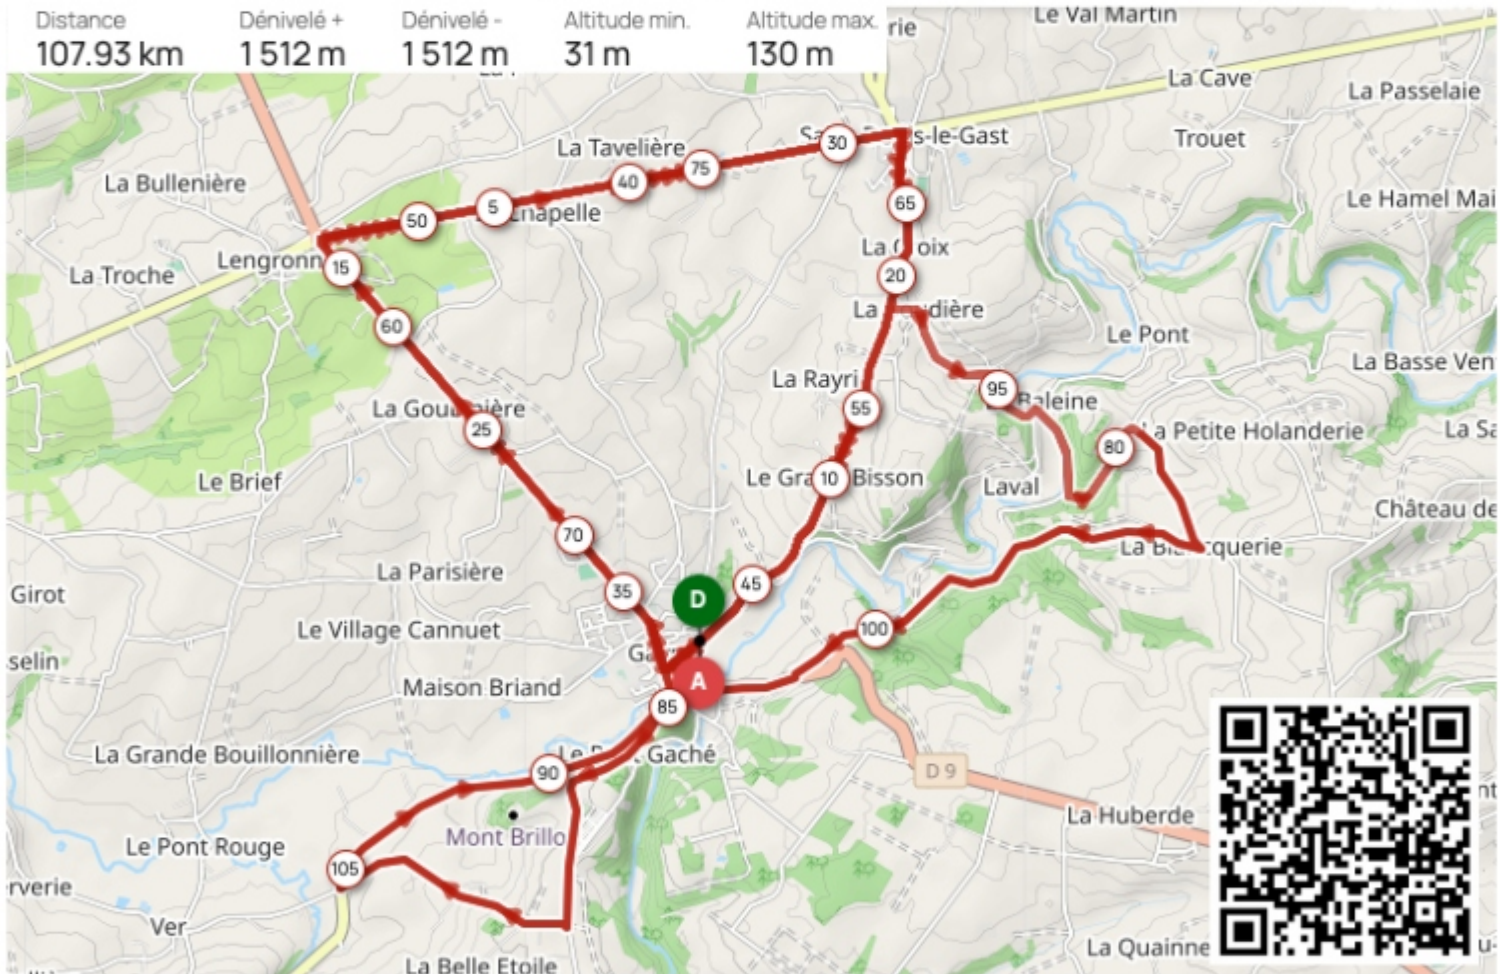 Distance
107.93 km
Dénivelé +
1 512 m
Dénivelé -
1 512 m
Altitude min.
31 m
Altitude max.
130 m
Le Val Martin
La Cave
La Passelaie
s-le-Gast
Trouet
30
La Tavelière
75
40
La Bullenière
5
50
65
Le Hamel Mai
La Troche
Lengronn
15
20
60
Le Pont
La Basse Ven
La Rayri
95
Baleine
55
25
80
La Petite Holanderie
Le Brief
Le Gra
10
Bisson
Laval
Château de
70
La Parisière
Girot
35
D
45
Le Village Cannuet
100
sselin
Maison Briand
A
85
La Grande Bouillonnière
Gaché
90
D 9
La Huberde
Mont Brillo
Le Pont Rouge
105
erverie
Ver
La Quainne
La Belle Etoile